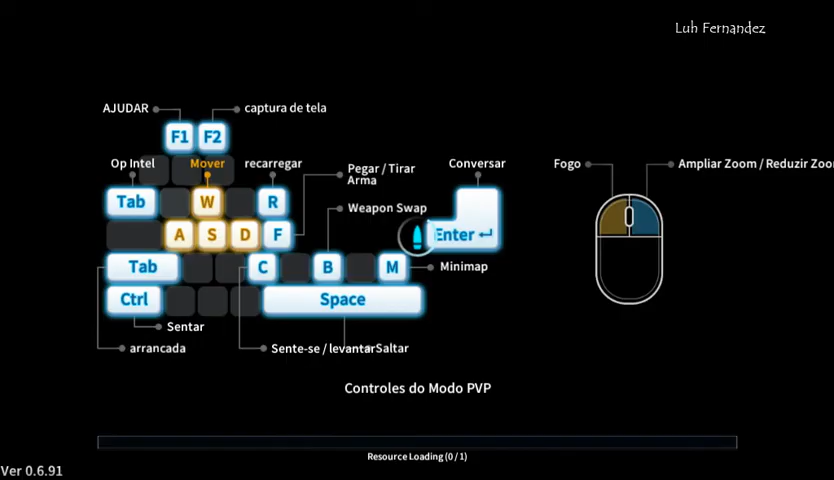 Luh Fernandez
AJUDAR
captura de tela
F1
F2
Op Intel
Mover
recarregar
Pegar / Tirar
Arma
Conversar
Fogo
Ampliar Zoom / Reduzir Zoo
Tab
W
R
Weapon Swap
A
S
D
F
Enter
Tab
C
B
M
Minimap
Ctrl
Space
Sentar
arrancada
Sente-se / levantar
Saltar
Controles do Modo PVP
Resource Loading (0 / 1)
Ver 0.6.91